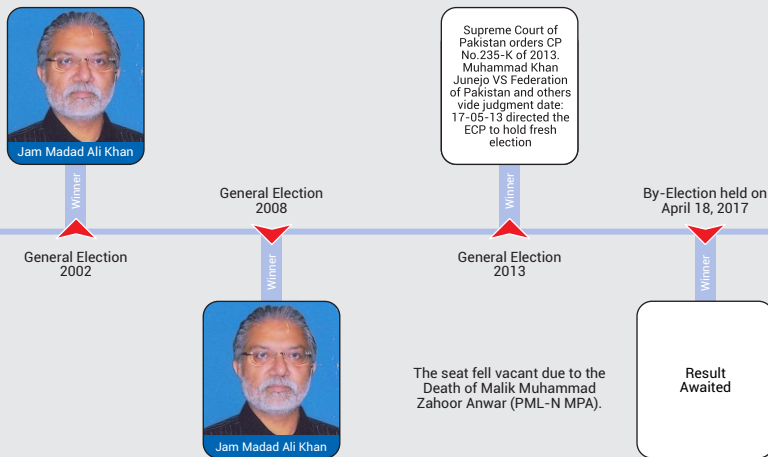 Jam Madad Ali Khan
Winner
General Election
2002
General Election
2008
Winner
Jam Madad Ali Khan
Supreme Court of
Pakistan orders CP
No.235-K of 2013.
Muhammad Khan
Junejo VS Federation
of Pakistan and others
vide judgment date:
17-05-13 directed the
ECP to hold fresh
election
Winner
General Election
2013
The seat fell vacant due to the
Death of Malik Muhammad
Zahoor Anwar (PML-N MPA).
By-Election held on
April 18, 2017
Winner
Result
Awaited